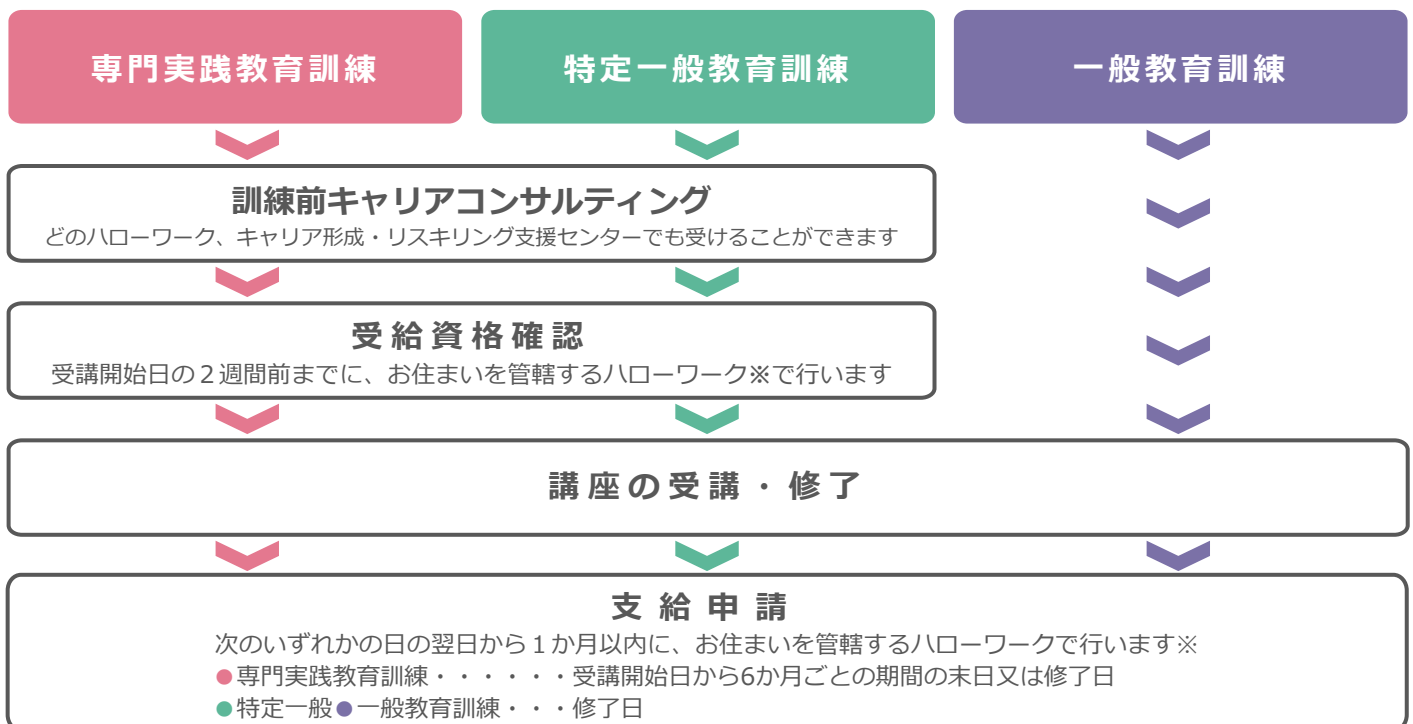 専門実践教育訓練
特定一般教育訓練
一般教育訓練
訓練前キャリアコンサルティング
どのハローワーク、キャリア形成・リスキリング支援センターでも受けることができます
受給資格確認
受講開始日の２週間前までに、お住まいを管轄するハローワーク※で行います
講座の受講・修了
支給申請
次のいずれかの日の翌日から１か月以内に、お住まいを管轄するハローワークで行います※
●専門実践教育訓練・・・・・・受講開始日から6か月ごとの期間の末日又は修了日
●特定一般●一般教育訓練・・・修了日